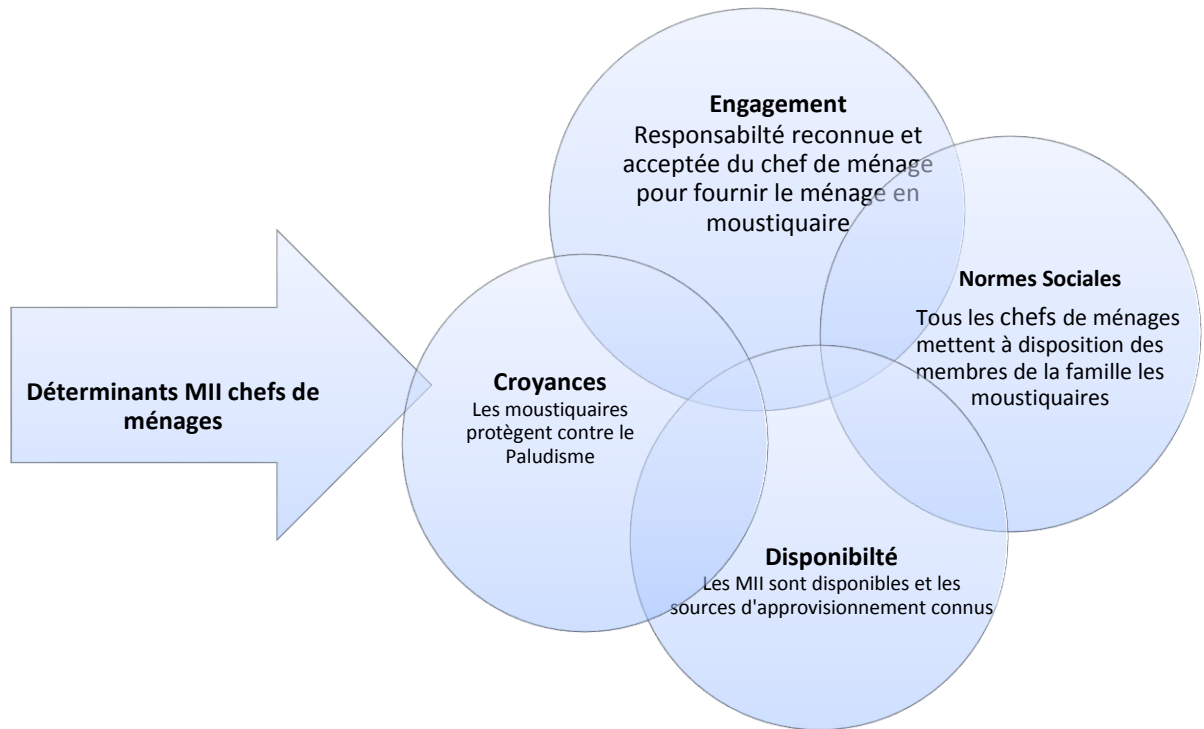 Déterminants MII chefs de
ménages
Engagement
Responsabilté reconnue et
acceptée du chef de ménage
pour fournir le ménage en
moustiquaire
Normes Sociales
Tous les chefs de ménages
mettent à disposition des
membres de la famille les
moustiquaires
Croyances
Les moustiquaires
protègent contre le
Paludisme
Disponibilté
Les MII sont disponibles et les
sources d'approvisionnement connus